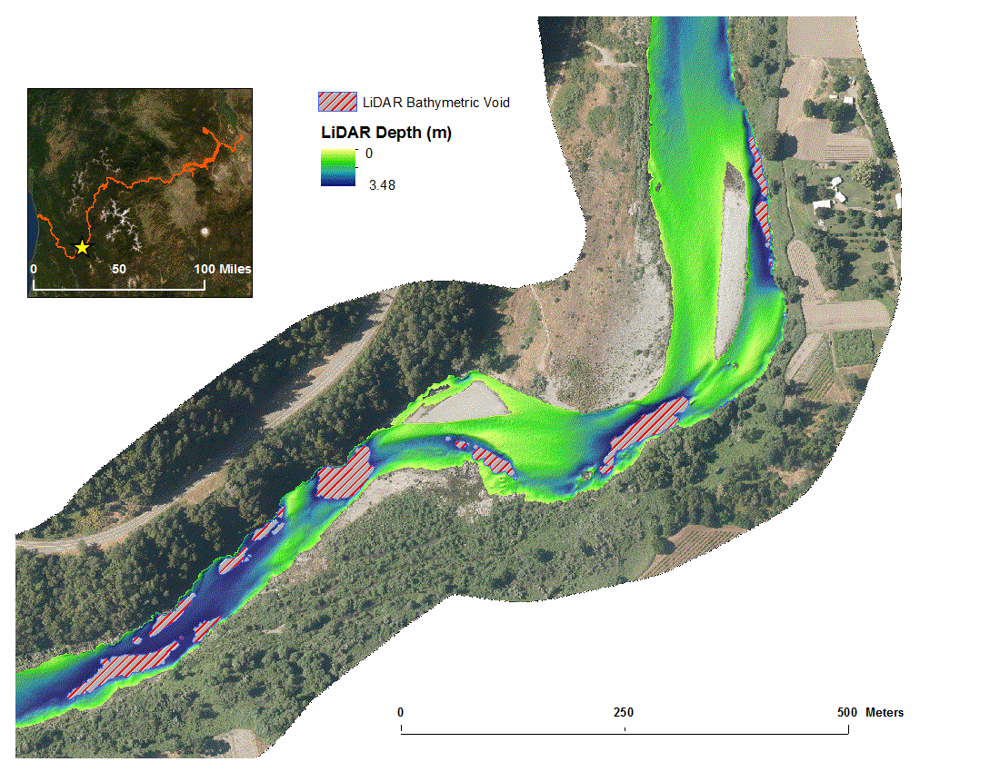 LiDAR Bathymetric Void
LiDAR Depth (m)
0
3.48
0 50 100 Miles
0 250 500 Meters